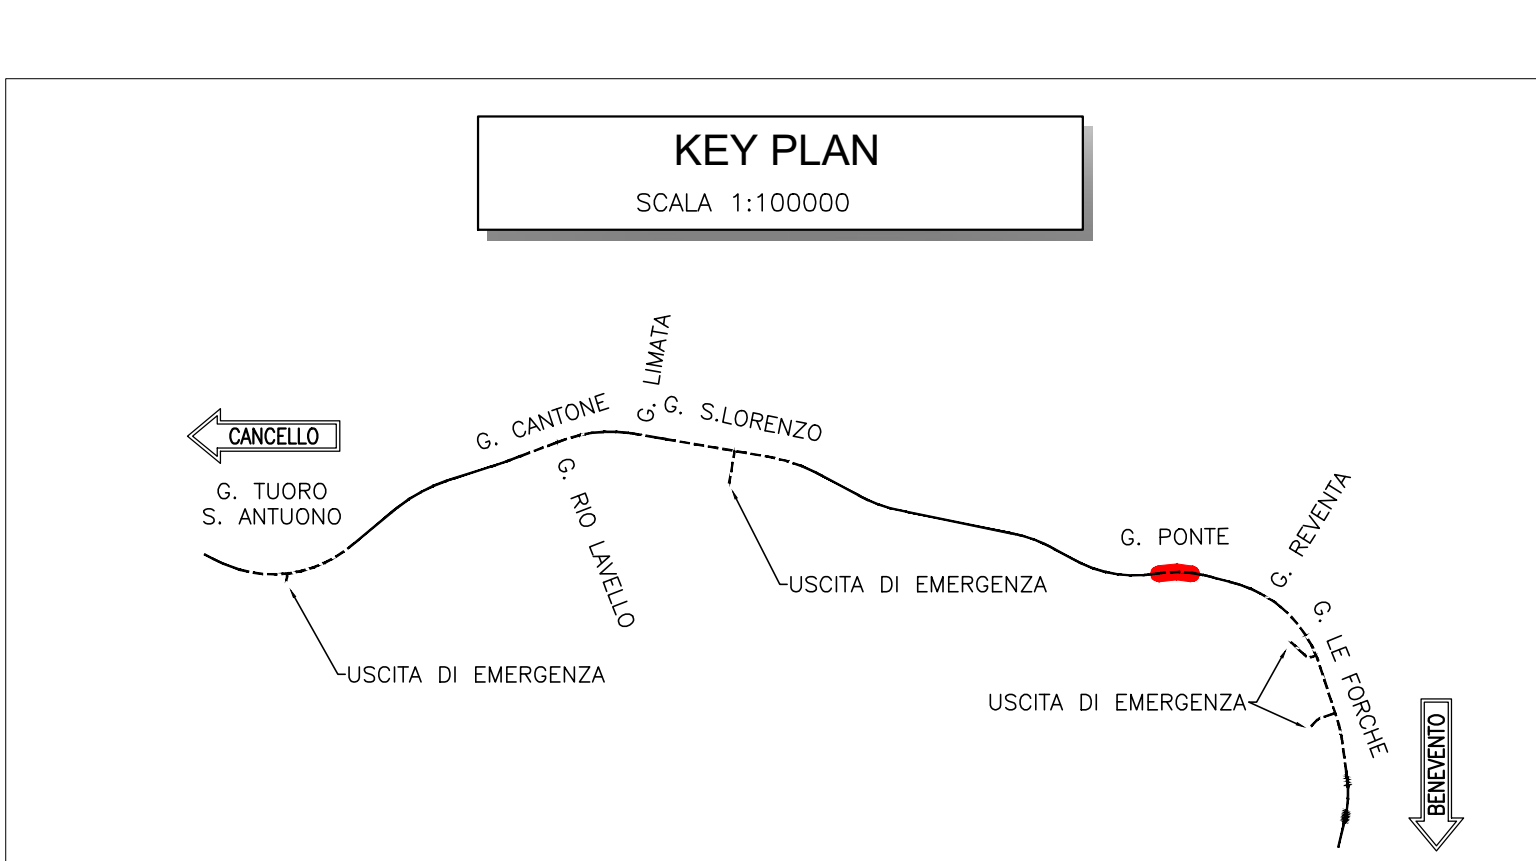 KEY PLAN
SCALA 1:100000
CANCELLO
G. TUORO
S. ANTUONO
G. CANTONE
G. LIMATA
G. S.LORENZO
G. RIO LAVELLO
USCITA DI EMERGENZA
USCITA DI EMERGENZA
G. PONTE
G. REVENTA
G. LE FORCHE
USCITA DI EMERGENZA
BENEVENTO